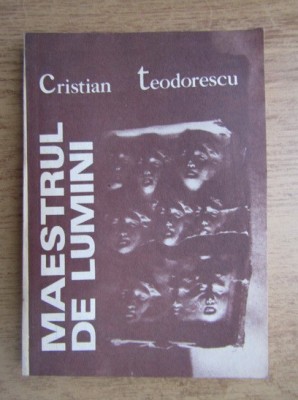 Cristian teodorescu
MAESTRUL
DE LUMINI